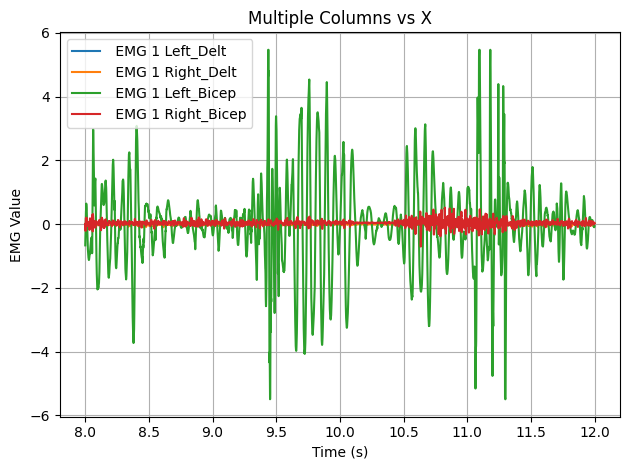 Multiple Columns vs X
EMG 1 Left_Delt
EMG 1 Right_Delt
EMG 1 Left_Bicep
EMG 1 Right_Bicep
6
4
2
0
−2
−4
−6
EMG Value
8.0 8.5 9.0 9.5 10.0 10.5 11.0 11.5 12.0
Time (s)